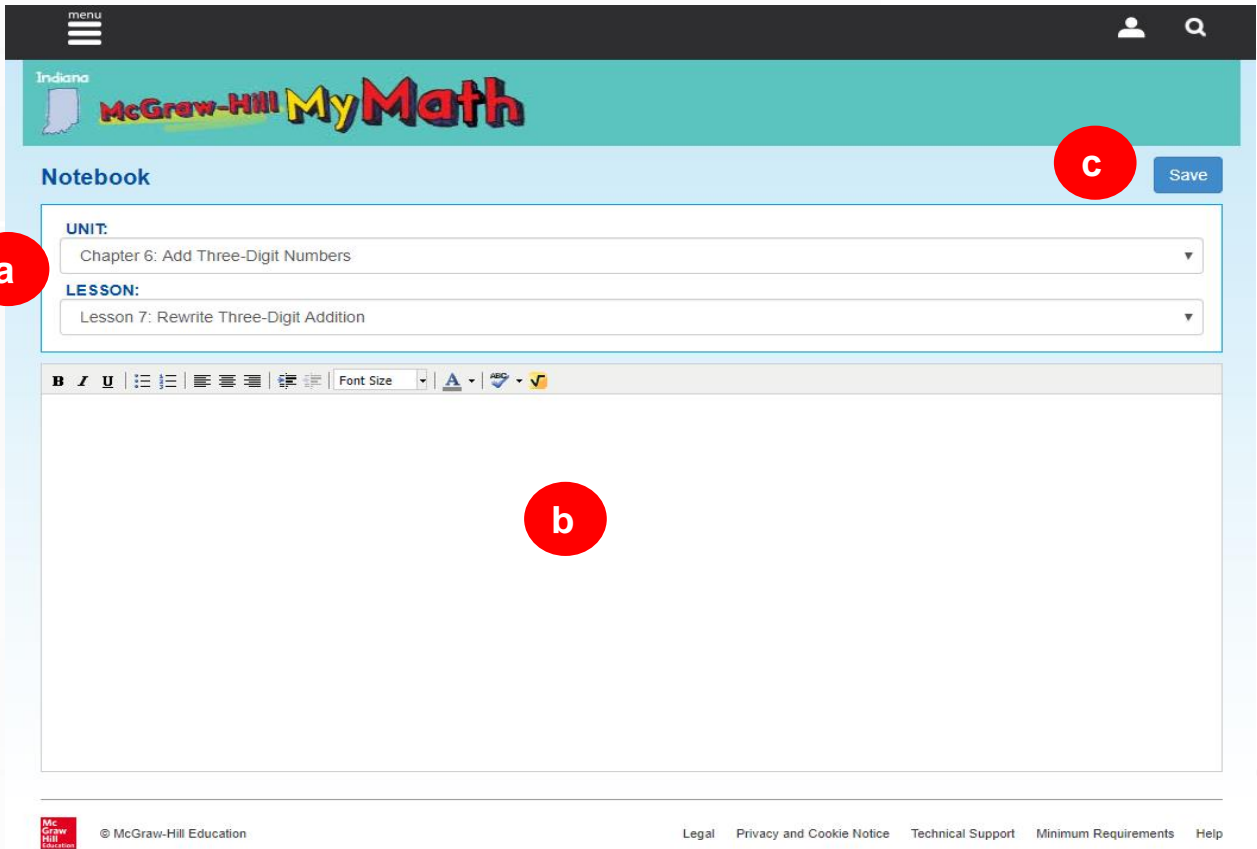 menu
Indiana
McGraw-Hill My Math
Notebook
c
Save
UNIT:
Chapter 6: Add Three-Digit Numbers
a
LESSON:
Lesson 7: Rewrite Three-Digit Addition
B I U Font Size A ABC
b
Mc
Graw
Hill
Education
© McGraw-Hill Education
Legal Privacy and Cookie Notice Technical Support Minimum Requirements Help